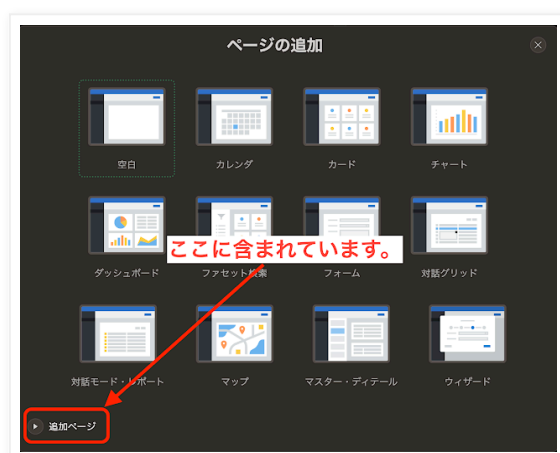 ページの追加
空白
カレンダ
カード
チャート
ここに含まれています。
ダッシュボード
ファセット検索
フォーム
対話グリッド
対話モード・レポート
マップ
マスター・ディテール
ウィザード
追加ページ